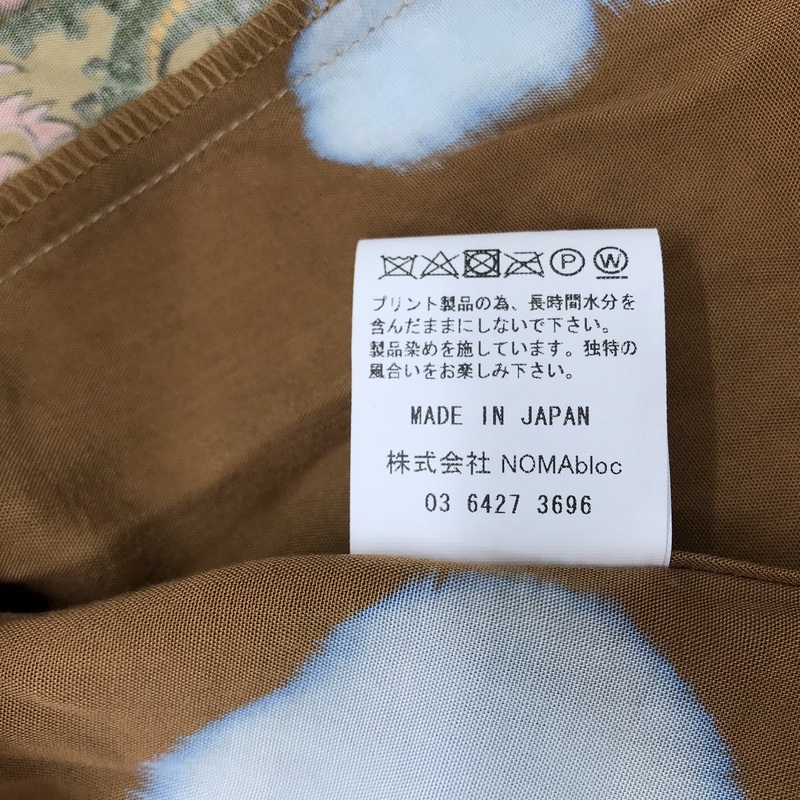 P W
プリント製品の為、長時間水分を
含んだままにしないで下さい。
製品染めを施しています。独特の
風合いをお楽しみ下さい。
MADE IN JAPAN
株式会社 NOMAbloc
03 6427 3696